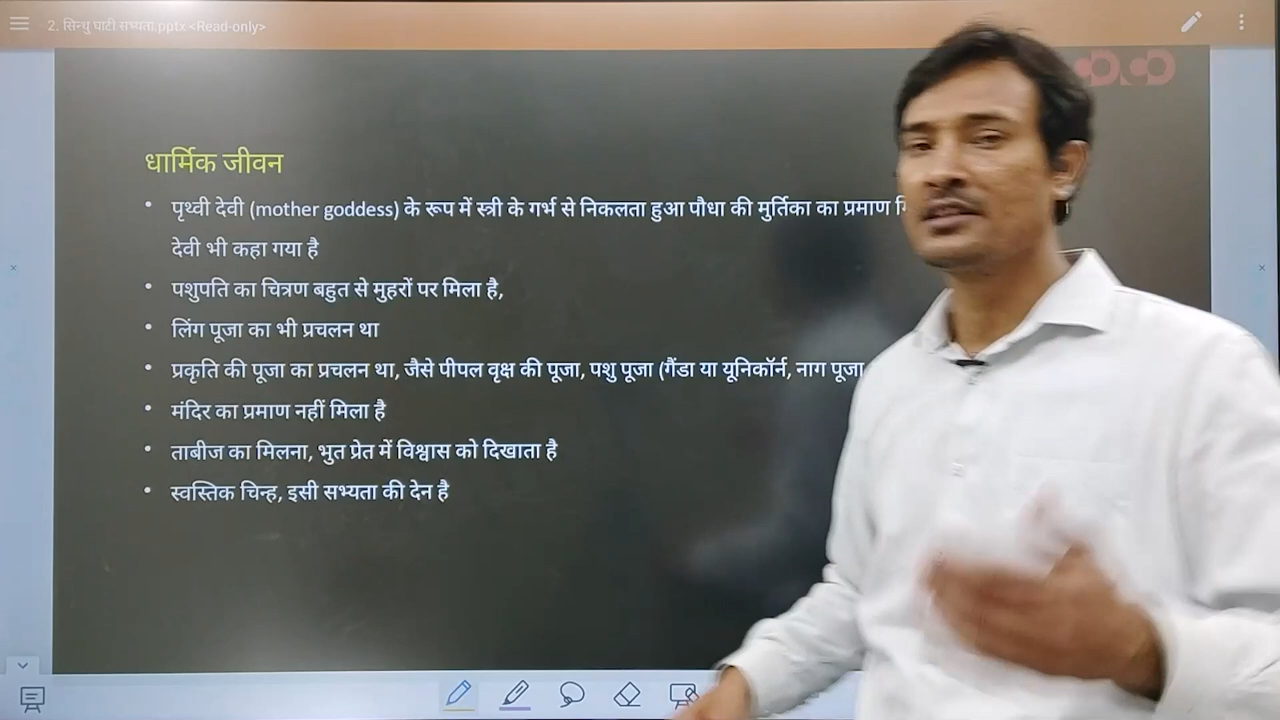 2. सिन्धु घाटी सभ्यता.pptx <Read-only>
धार्मिक जीवन
• पृथ्वी देवी (mother goddess) के रूप में स्त्री के गर्भ से निकलता हुआ पौधा की मुर्तिका का प्रमाण
देवी भी कहा गया है
• पशुपति का चित्रण बहुत से मुहरों पर मिला है,
• लिंग पूजा का भी प्रचलन था
• प्रकृति की पूजा का प्रचलन था, जैसे पीपल वृक्ष की पूजा, पशु पूजा (गैंडा या यूनिकॉर्न, नाग पूजा
• मंदिर का प्रमाण नहीं मिला है
• ताबीज का मिलना, भुत प्रेत में विश्वास को दिखाता है
• स्वस्तिक चिन्ह, इसी सभ्यता की देन है